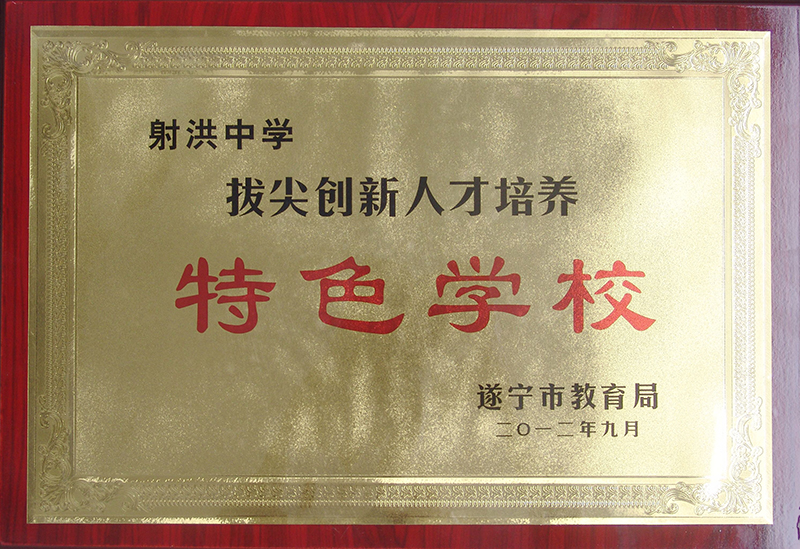 射洪中学
拔尖创新人才培养
特色学校
遂宁市教育局
二〇一二年九月